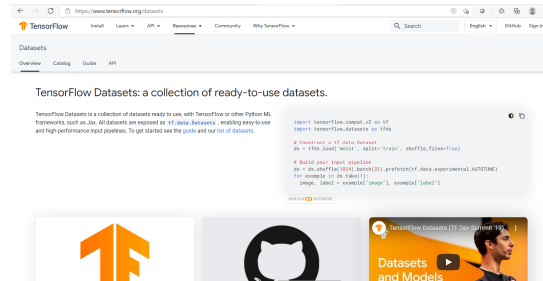 https://www.tensorflow.org/datasets
TensorFlow Install Learn API Resources Community Why TensorFlow Search English GitHub Sign in
Datasets
Overview Catalog Guide API
TensorFlow Datasets: a collection of ready-to-use datasets.
TensorFlow Datasets is a collection of datasets ready to use, with TensorFlow or other Python ML
frameworks, such as Jax. All datasets are exposed as tf.data.Datasets, enabling easy-to-use
and high-performance input pipelines. To get started see the guide and our list of datasets.
import tensorflow.compat.v2 as tf
import tensorflow_datasets as tfds
# Construct a tf.data.Dataset
ds = tfds.load('mnist', split='train', shuffle_files=True)
# Build your input pipeline
ds = ds.shuffle(1024).batch(32).prefetch(tf.data.experimental.AUTOTUNE)
for example in ds.take(1):
image, label = example["image"], example["label"]
Run in a Notebook
TensorFlow Datasets (TF Dev Summit '19)
Datasets
and Models